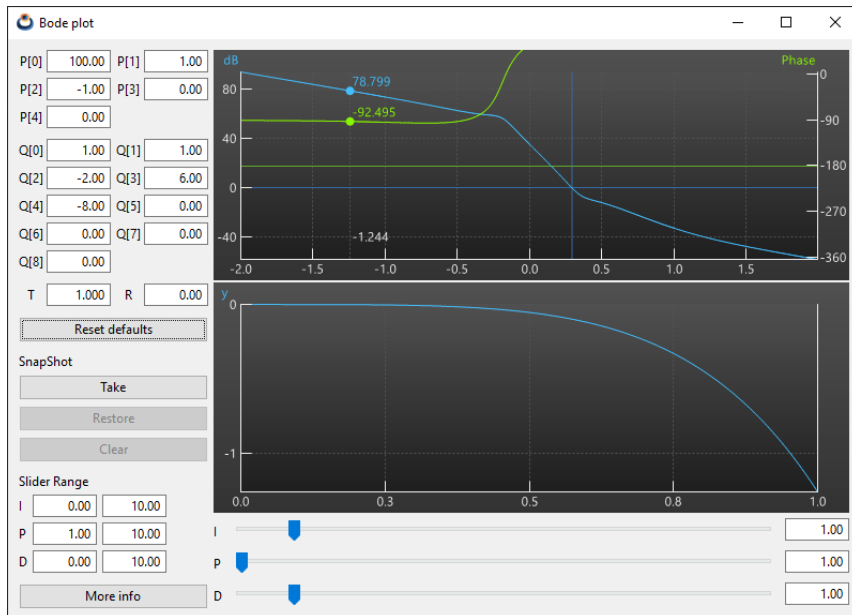 Bode plot
P[0] 100.00 P[1] 1.00
P[2] -1.00 P[3] 0.00
P[4] 0.00
Q[0] 1.00 Q[1] 1.00
Q[2] -2.00 Q[3] 6.00
Q[4] -8.00 Q[5] 0.00
Q[6] 0.00 Q[7] 0.00
Q[8] 0.00
T 1.000 R 0.00
Reset defaults
SnapShot
Take
Restore
Clear
Slider Range
I 0.00 10.00
P 1.00 10.00
D 0.00 10.00
More info
dB Phase
78.799
-92.495
-1.244
80
40
0
-40
0
-90
-180
-270
-360
-2.0 -1.5 -1.0 -0.5 0.0 0.5 1.0 1.5
y
0
-1
0.0 0.3 0.5 0.8 1.0
I 1.00
P 1.00
D 1.00